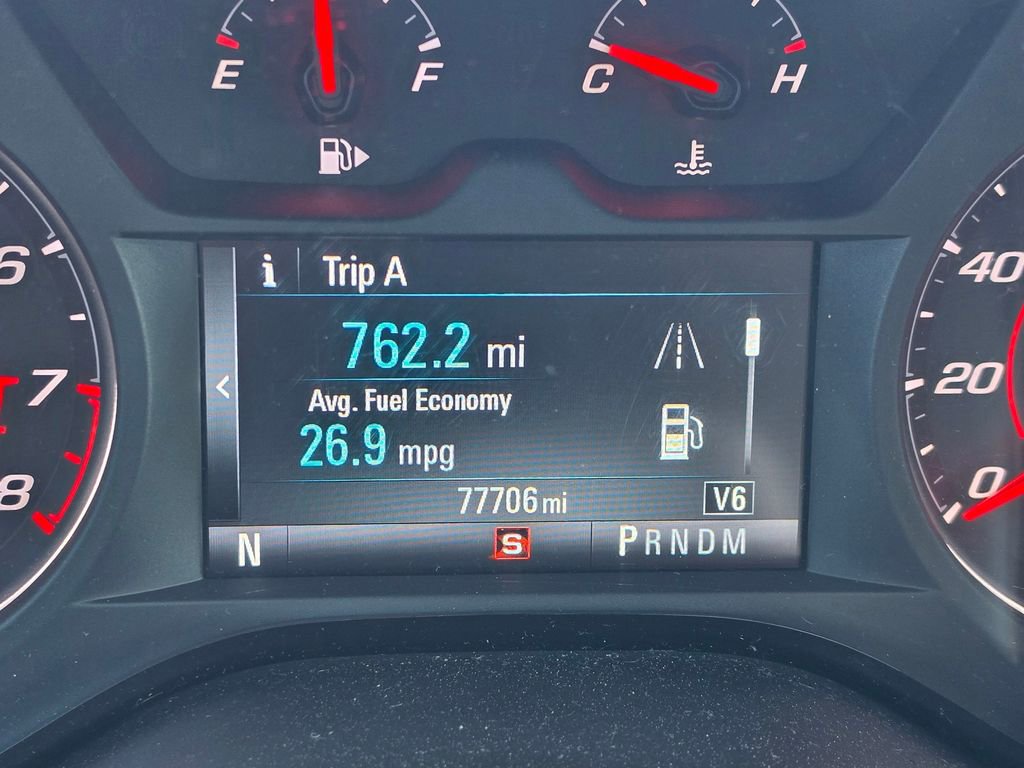 E F C H
i Trip A
762.2 mi
Avg. Fuel Economy
26.9 mpg
77706 mi V6
N S PRNDM
6
7
8
40
20
0